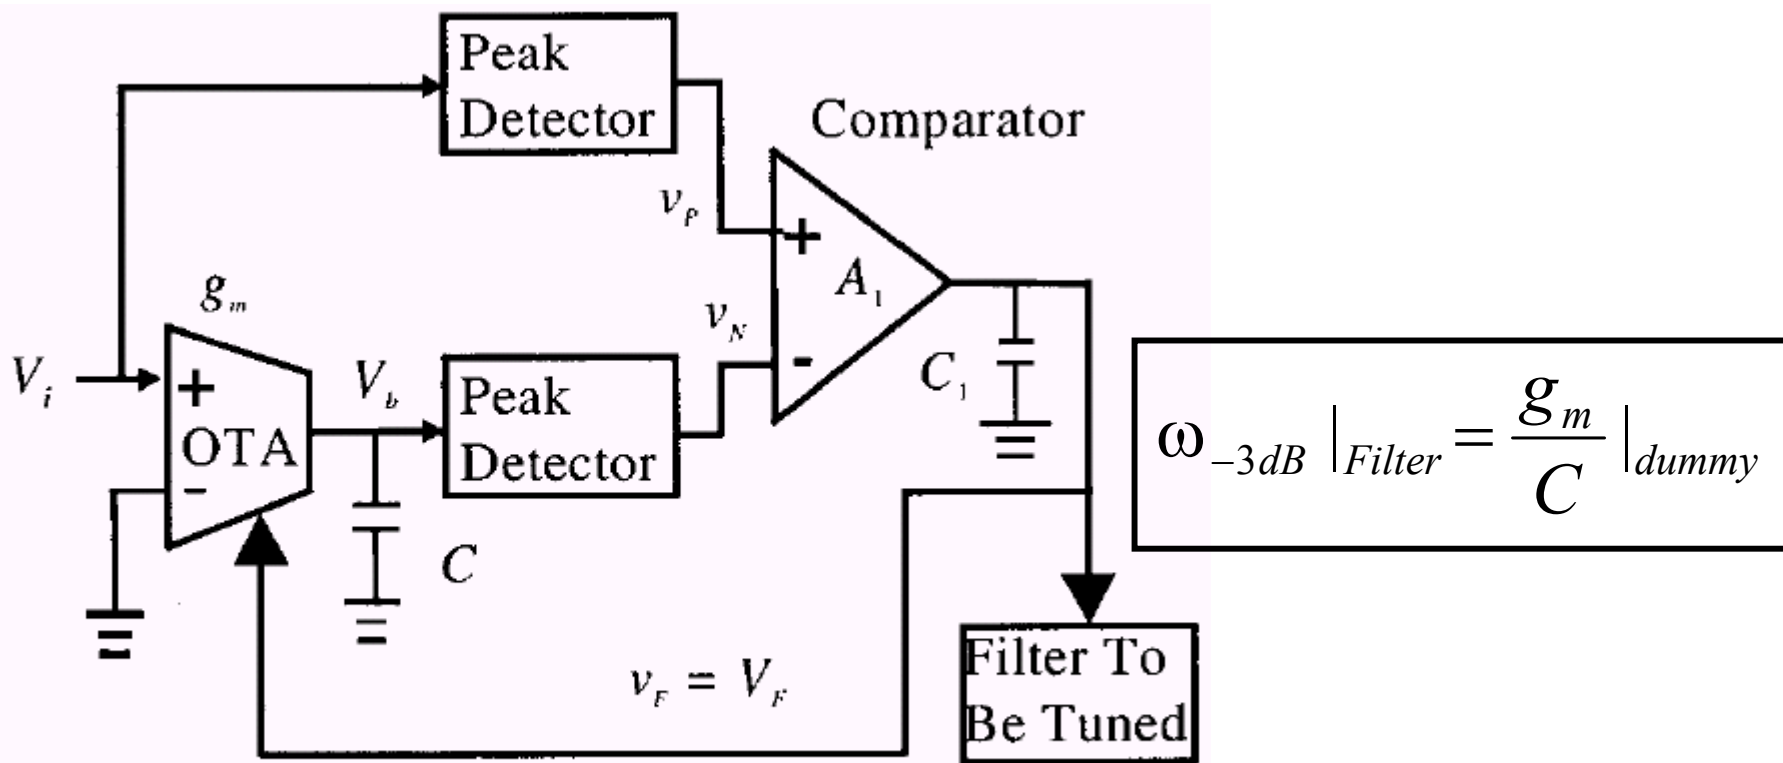 Peak
Detector
Comparator
v_P
+
A_1
g_m
v_N
-
V_i
+
OTA
-
V_b
Peak
Detector
C_1
C
ω_{-3dB} |_{Filter} = \frac{g_m}{C} |_{dummy}
v_F = V_F
Filter To
Be Tuned